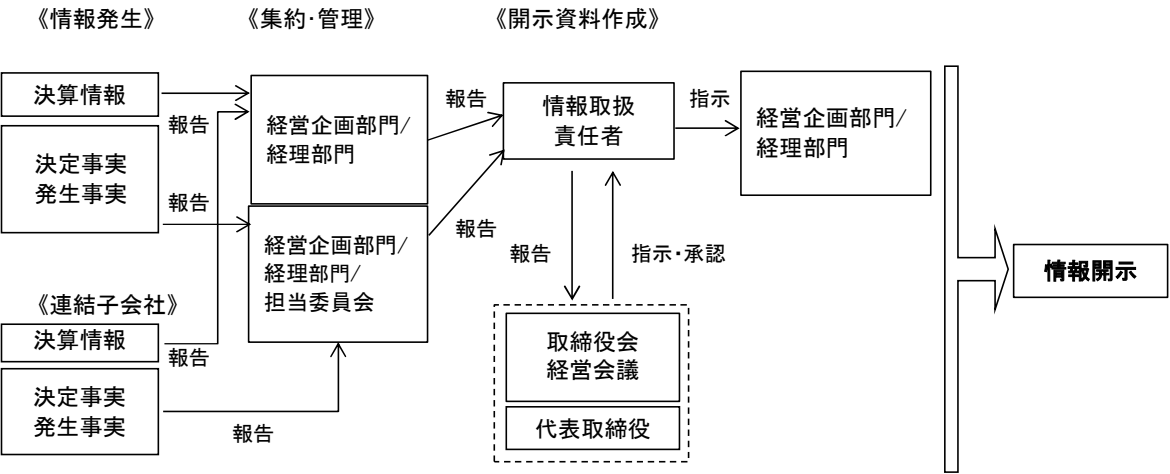 《情報発生》
《集約・管理》
《開示資料作成》
決算情報
報告
決定事実
発生事実
報告
経営企画部門/
経理部門
経営企画部門/
経理部門/
担当委員会
報告
報告
情報取扱
責任者
指示
経営企画部門/
経理部門
報告
指示・承認
取締役会
経営会議
代表取締役
情報開示
《連結子会社》
決算情報
報告
決定事実
発生事実
報告